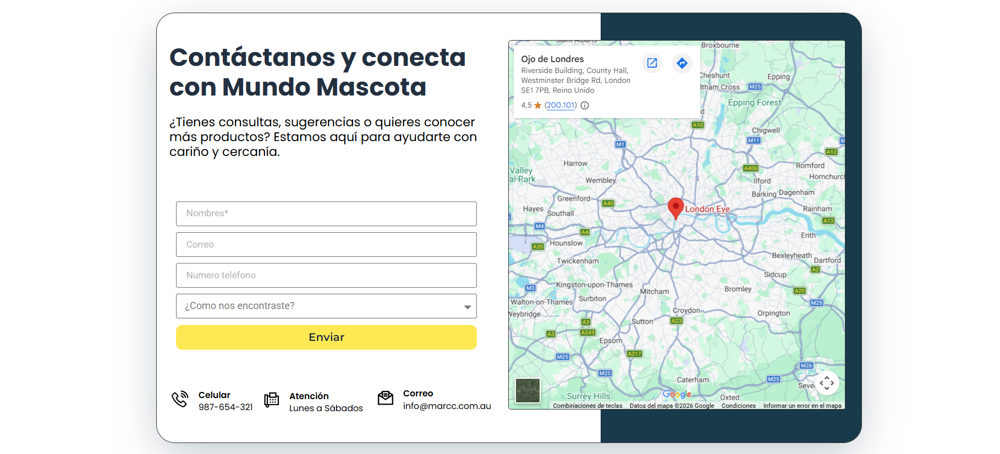 Contáctanos y conecta
con Mundo Mascota
¿Tienes consultas, sugerencias o quieres conocer
más productos? Estamos aquí para ayudarte con
cariño y cercanía.
Nombres*
Correo
Numero teléfono
¿Como nos encontraste?
Enviar
Celular
987-654-321
Atención
Lunes a Sábados
Correo
info@marcc.com.au
Ojo de Londres
Riverside Building, County Hall,
Westminster Bridge Rd, London
SE1 7PB, Reino Unido
4,5 (200.101)
Broxbourne
Cheshunt
Epping
ltham Cross
M25
Epping Forest
A10
Chigwell
M1
M11
A12
Harrow
A406
Romford
Valley
al Park
Wembley
Ilford
Hornchurc
Greenford
A40
Barking
Dagenham
Hayes
Southall
London Eye
Rainham
M4
A4
A13
Hounslow
A30
Erith
Twickenham
Bexleyheath
Dartford
A2
Sidcup
M3
Kingston-upon-Thames
Mitcham
Bromley
A20
Walton-on-Thames
Surbiton
M25
Weybridge
Croydon
Orpington
A3
Sutton
A23
A3
A243
Epsom
A217
M25
M26
M25
M25
Caterham
Seve
Surrey Hills
Google
Oxted
Combinaciones de teclas
Datos del mapa ©2026 Google
Condiciones
Informar un error en el mapa